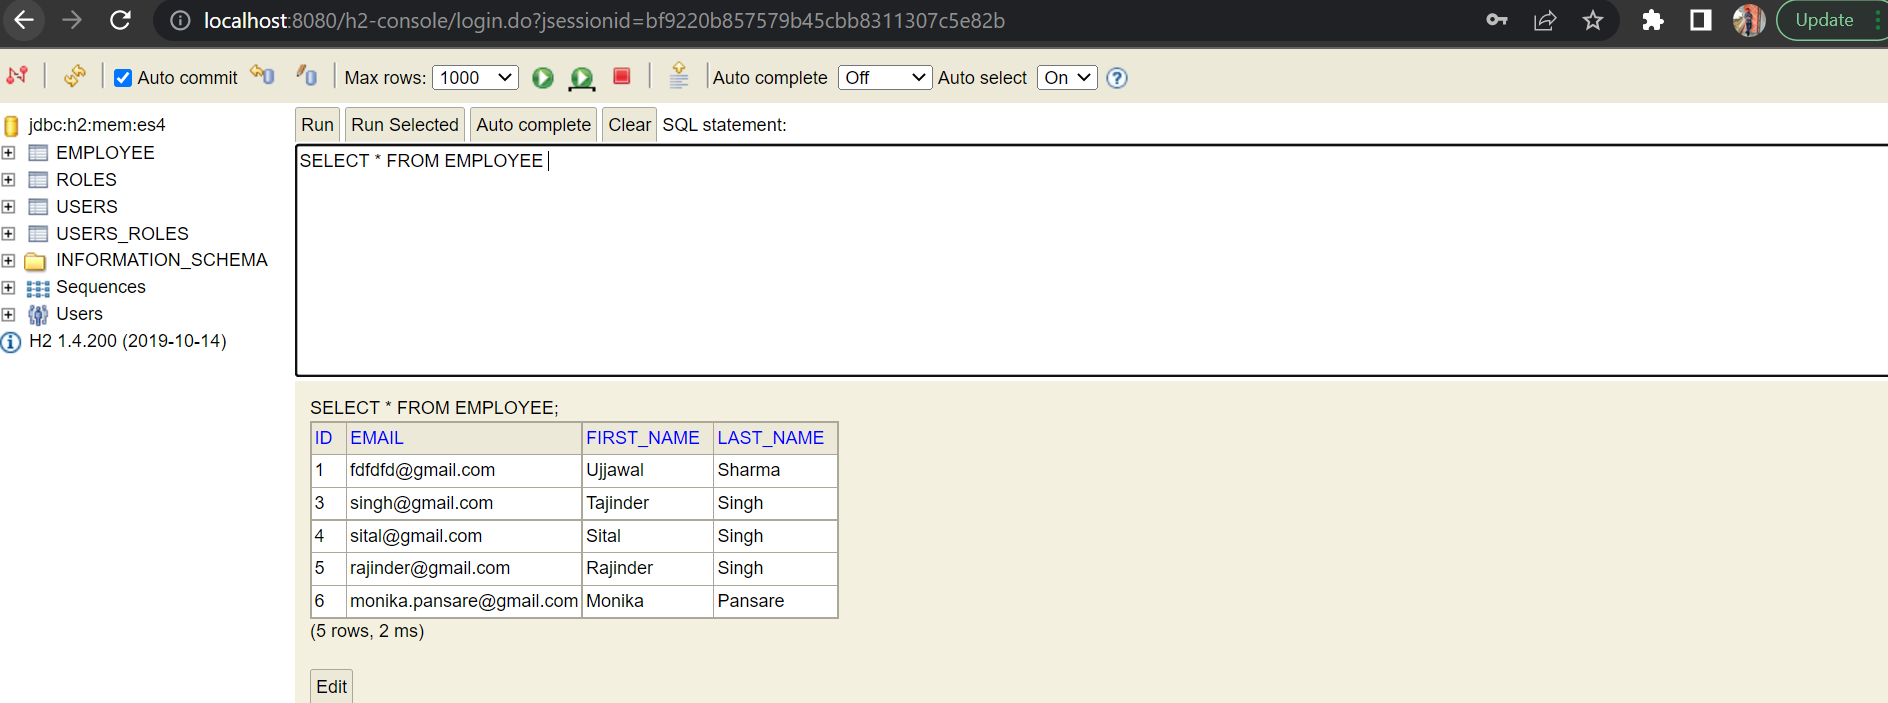 localhost:8080/h2-console/login.do?jsessionid=bf9220b857579b45cbb8311307c5e82b Update
Auto commit Max rows: 1000 Auto complete Off Auto select On
jdbc:h2:mem:es4
EMPLOYEE
ROLES
USERS
USERS_ROLES
INFORMATION_SCHEMA
Sequences
Users
H2 1.4.200 (2019-10-14)
Run Run Selected Auto complete Clear SQL statement:
SELECT * FROM EMPLOYEE
SELECT * FROM EMPLOYEE;
ID EMAIL FIRST_NAME LAST_NAME
1 fdfdfd@gmail.com Ujjawal Sharma
3 singh@gmail.com Tajinder Singh
4 sital@gmail.com Sital Singh
5 rajinder@gmail.com Rajinder Singh
6 monika.pansare@gmail.com Monika Pansare
(5 rows, 2 ms)
Edit